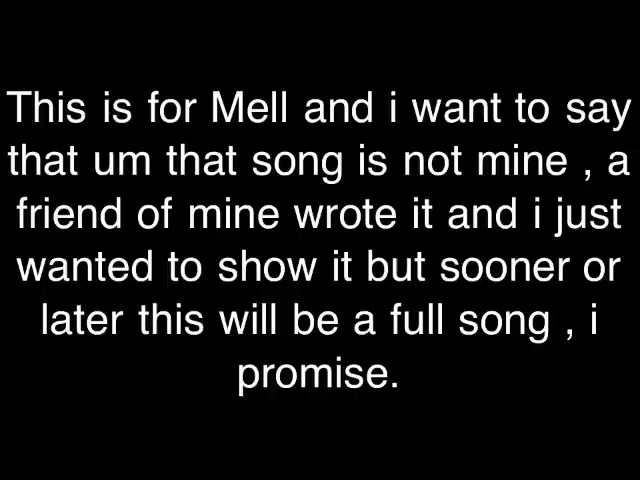 This is for Mell and i want to say
that um that song is not mine , a
friend of mine wrote it and i just
wanted to show it but sooner or
later this will be a full song , i
promise.